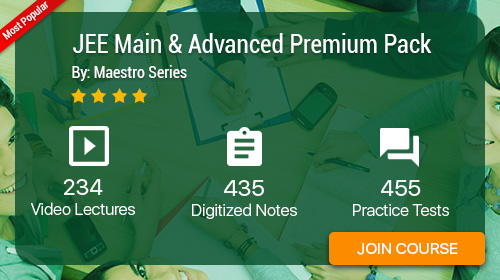 Most Popular
JEE Main & Advanced Premium Pack
By: Maestro Series
234
Video Lectures
435
Digitized Notes
455
Practice Tests
JOIN COURSE